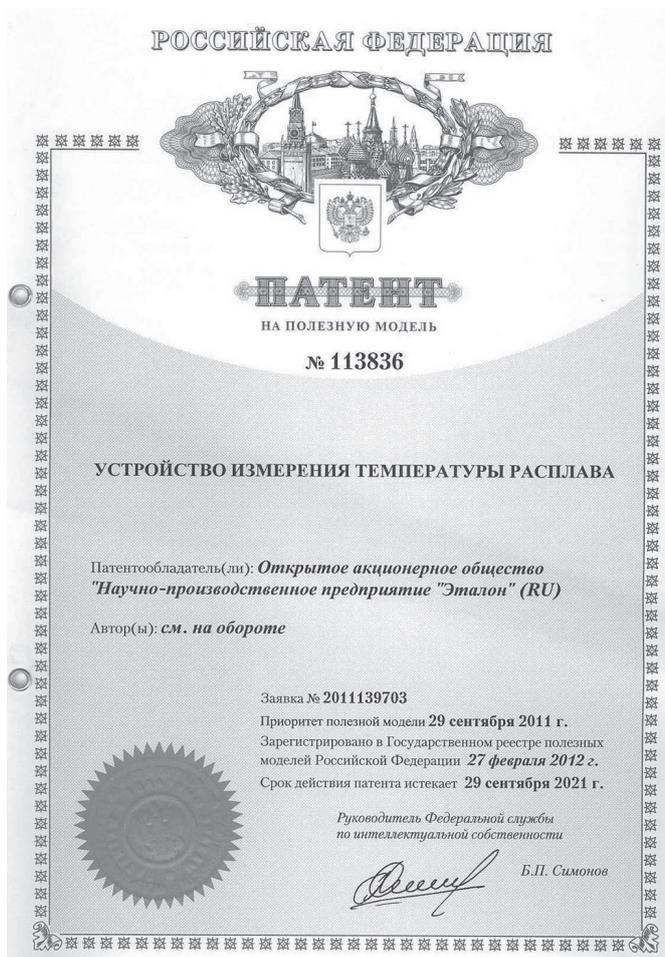 РОССИЙСКАЯ ФЕДЕРАЦИЯ
ПАТЕНТ
НА ПОЛЕЗНУЮ МОДЕЛЬ
№ 113836
УСТРОЙСТВО ИЗМЕРЕНИЯ ТЕМПЕРАТУРЫ РАСПЛАВА
Патентообладатель(ли): Открытое акционерное общество
"Научно-производственное предприятие "Эталон" (RU)
Автор(ы): см. на обороте
Заявка № 2011139703
Приоритет полезной модели 29 сентября 2011 г.
Зарегистрировано в Государственном реестре полезных
моделей Российской Федерации 27 февраля 2012 г.
Срок действия патента истекает 29 сентября 2021 г.
Руководитель Федеральной службы
по интеллектуальной собственности
Б.П. Симонов